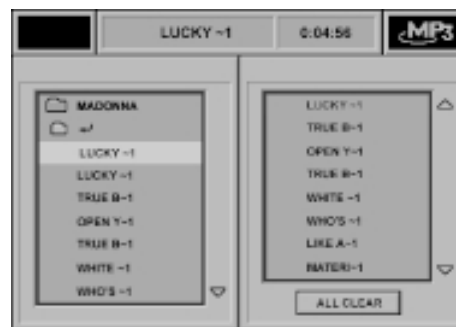 LUCKY ~1
0:04:56
MP3
MADONNA
LUCKY ~1
LUCKY ~1
TRUE B~1
OPEN Y~1
TRUE B~1
WHITE ~1
WHO'S ~1
LUCKY ~1
TRUE B~1
OPEN Y~1
TRUE B~1
WHITE ~1
WHO'S ~1
LIKE A~1
MATERI~1
ALL CLEAR